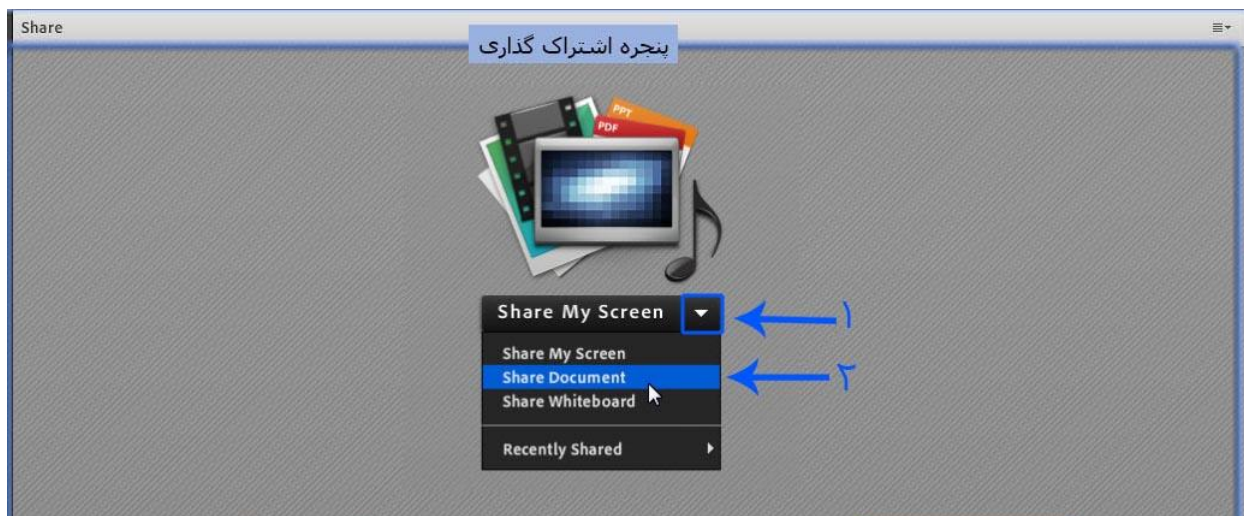 Share
پنجره اشتراک گذاری
PPT
PDF
Share My Screen
۱
Share My Screen
Share Document
۲
Share Whiteboard
Recently Shared